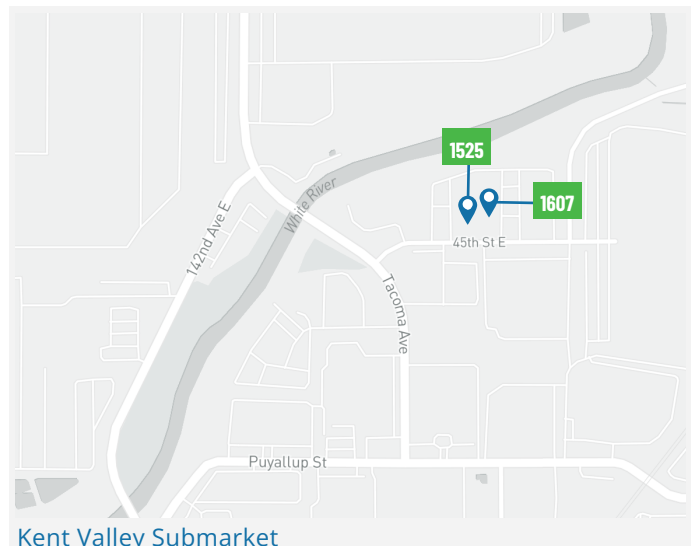 1525
White River
1607
142nd Ave E
45th St E
Tacoma Ave
Puyallup St
Kent Valley Submarket